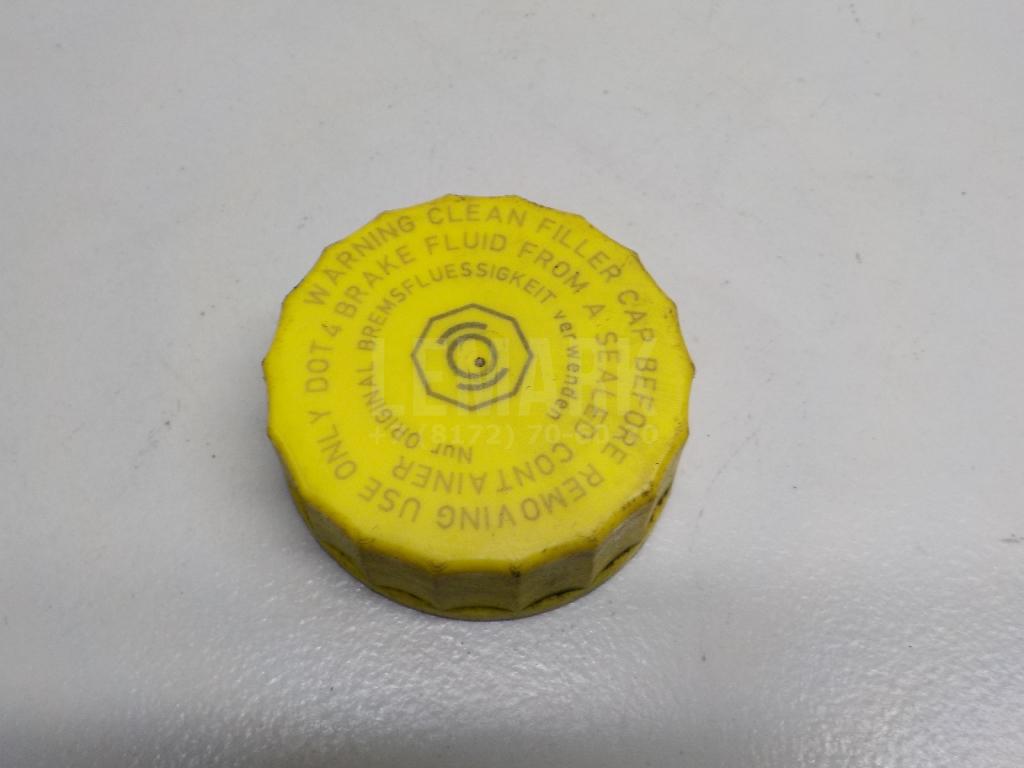 WARNING CLEAN FILLER CAP BEFORE REMOVING USE ONLY DOT 4 BRAKE FLUID FROM A SEALED CONTAINER
Nur ORIGINAL BREMSFLUESSIGKEIT verwenden
LEMARK